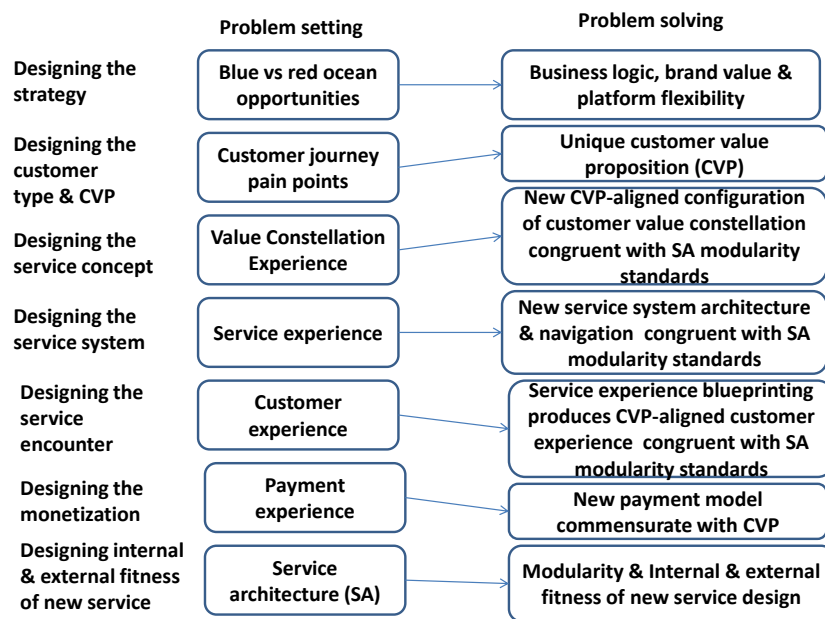 Problem setting
Problem solving
Designing the
strategy
Blue vs red ocean
opportunities
Business logic, brand value &
platform flexibility
Designing the
customer
type & CVP
Customer journey
pain points
Unique customer value
proposition (CVP)
Designing the
service concept
Value Constellation
Experience
New CVP-aligned configuration
of customer value constellation
congruent with SA modularity
standards
Designing the
service system
Service experience
New service system architecture
& navigation congruent with SA
modularity standards
Designing the
service
encounter
Customer
experience
Service experience blueprinting
produces CVP-aligned customer
experience congruent with SA
modularity standards
Designing the
monetization
Payment
experience
New payment model
commensurate with CVP
Designing internal
& external fitness
of new service
Service
architecture (SA)
Modularity & Internal & external
fitness of new service design